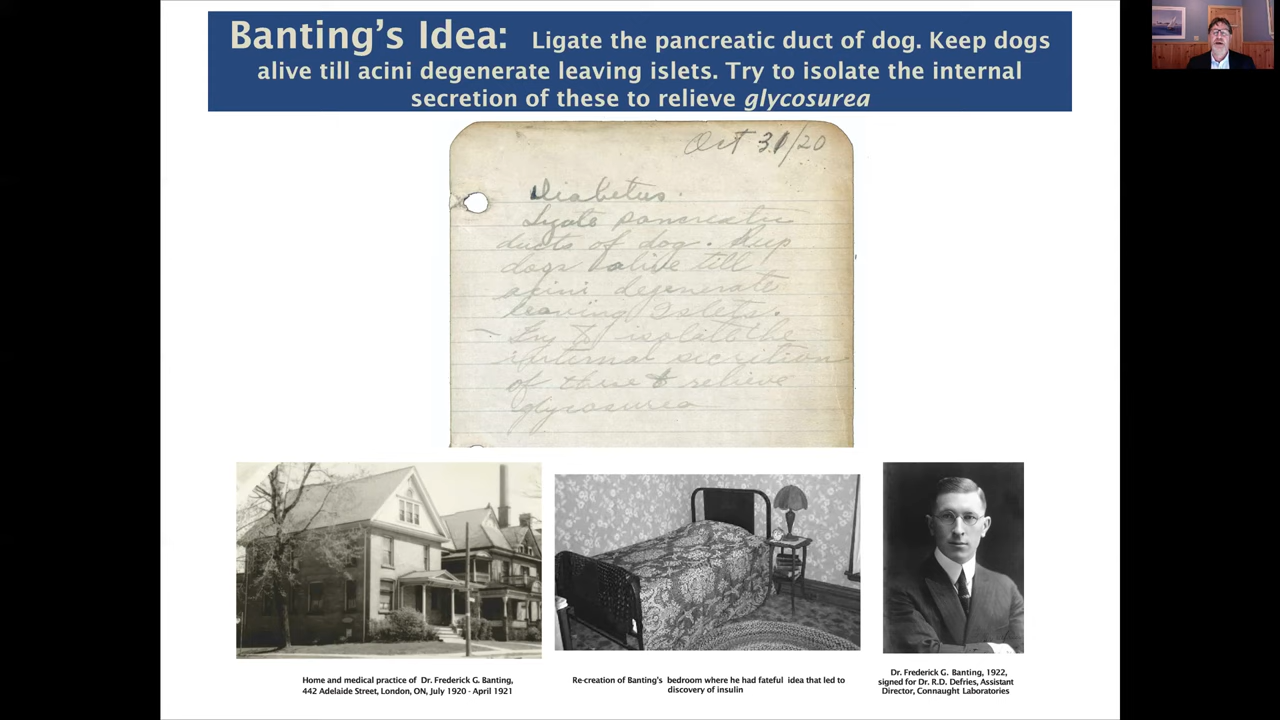 Banting's Idea: Ligate the pancreatic duct of dog. Keep dogs
alive till acini degenerate leaving islets. Try to isolate the internal
secretion of these to relieve glycosurea
Oct 31/20
Diabetus.
Ligate pancreatic
ducts of dog. Keep
dogs alive till
acini degenerate
leaving Islets.
Try to isolate the
internal secretion
of these to relieve
glycosurea
Home and medical practice of Dr. Frederick G. Banting,
442 Adelaide Street, London, ON, July 1920 - April 1921
Re-creation of Banting's bedroom where he had fateful idea that led to
discovery of insulin
Dr. Frederick G. Banting, 1922,
signed for Dr. R.D. Defries, Assistant
Director, Connaught Laboratories